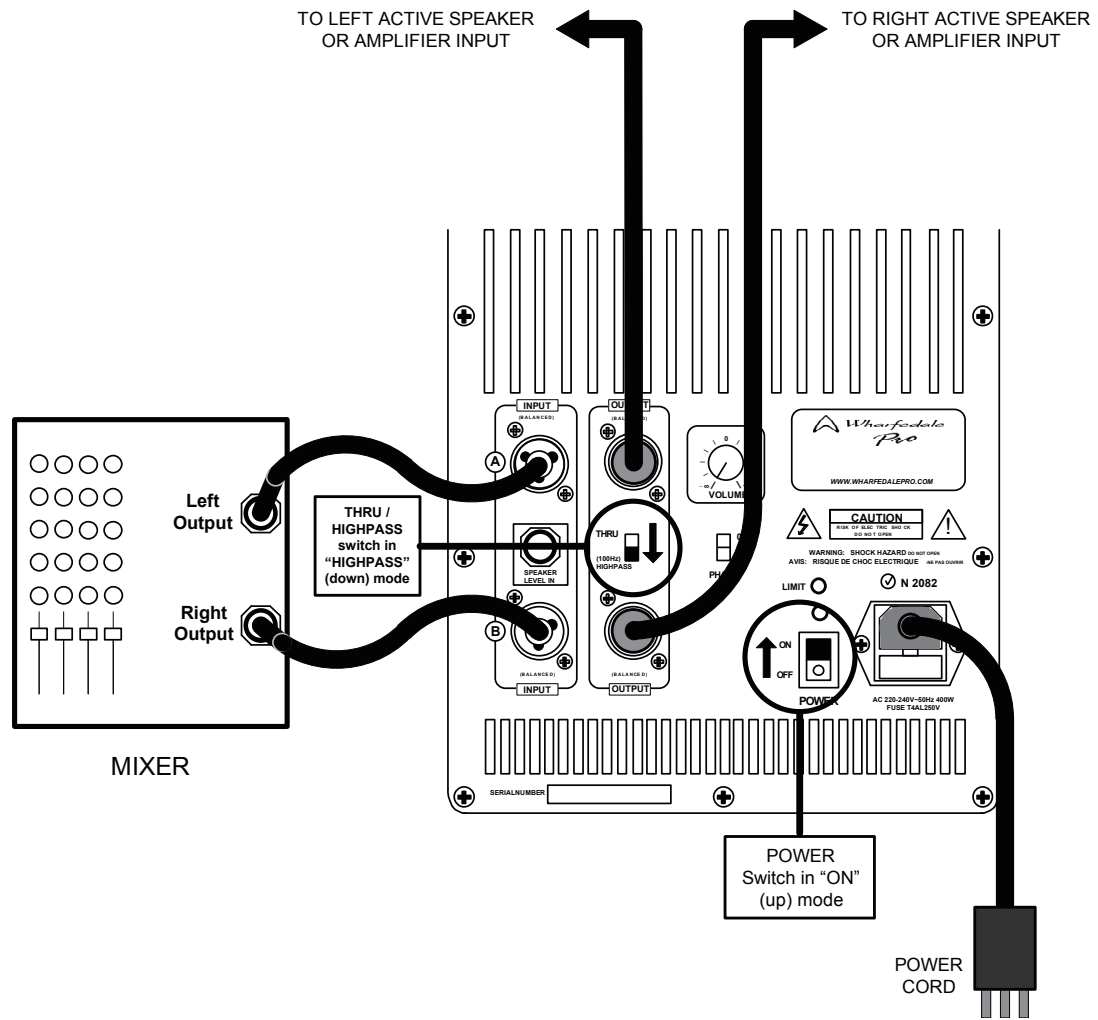 TO LEFT ACTIVE SPEAKER
OR AMPLIFIER INPUT
TO RIGHT ACTIVE SPEAKER
OR AMPLIFIER INPUT
INPUT
(BALANCED)
OUTPUT
A
Left
Output
Right
Output
MIXER
THRU /
HIGHPASS
switch in
“HIGHPASS”
(down) mode
SPEAKER
LEVEL IN
THRU
(100Hz)
HIGHPASS
B
(BALANCED)
INPUT
(BALANCED)
OUTPUT
0
-∞
VOLUME
Wharfedale
Pro
WWW.WHARFEDALEPRO.COM
CAUTION
RISK OF ELEC TRIC SHO CK
DO NOT OPEN
WARNING: SHOCK HAZARD DO NOT OPEN
AVIS: RISQUE DE CHOC ELECTRIQUE -NE PAS OUVRIR
LIMIT
N 2082
ON
OFF
POWER
AC 220-240V~50Hz 400W
FUSE T4AL250V
SERIALNUMBER
POWER
Switch in “ON”
(up) mode
POWER
CORD